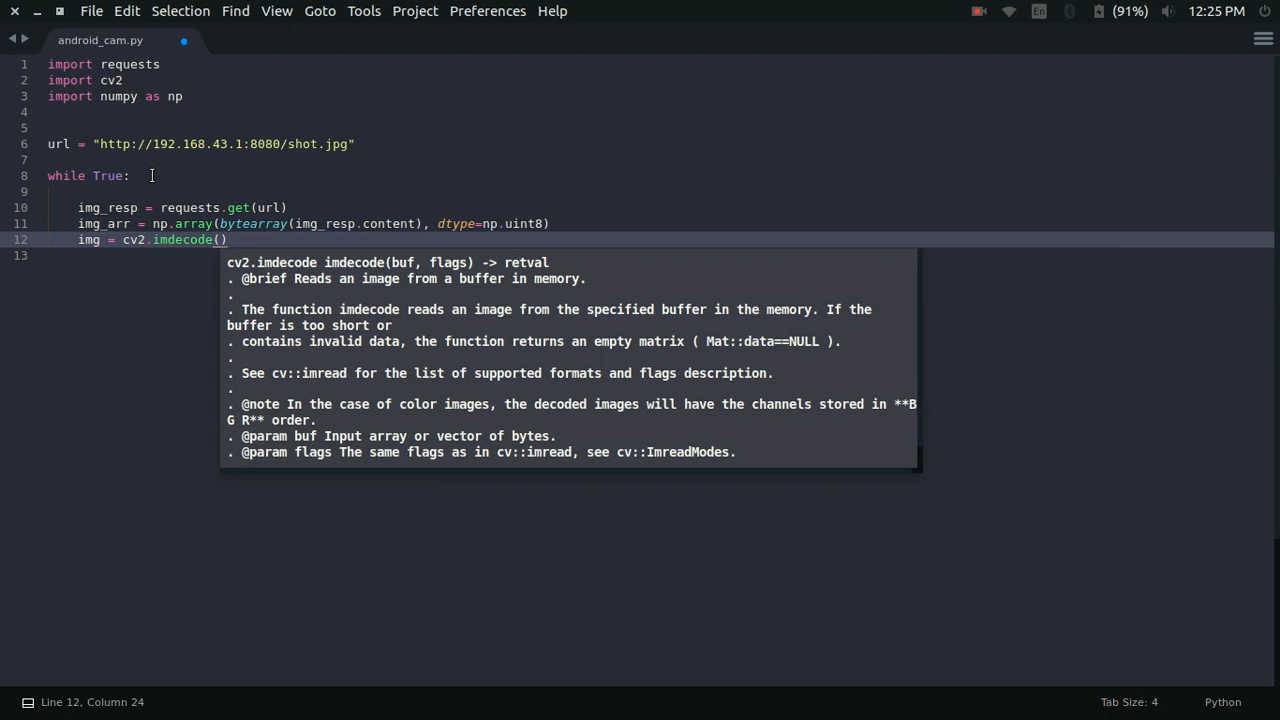 File Edit Selection Find View Goto Tools Project Preferences Help En (91%) 12:25 PM
android_cam.py
1 import requests
2 import cv2
3 import numpy as np
4
5
6 url = "http://192.168.43.1:8080/shot.jpg"
7
8 while True:
9
10 img_resp = requests.get(url)
11 img_arr = np.array(bytearray(img_resp.content), dtype=np.uint8)
12 img = cv2.imdecode()
13
cv2.imdecode imdecode(buf, flags) -> retval
. @brief Reads an image from a buffer in memory.
.
. The function imdecode reads an image from the specified buffer in the memory. If the
buffer is too short or
. contains invalid data, the function returns an empty matrix ( Mat::data==NULL ).
.
. See cv::imread for the list of supported formats and flags description.
.
. @note In the case of color images, the decoded images will have the channels stored in **B
G R** order.
. @param buf Input array or vector of bytes.
. @param flags The same flags as in cv::imread, see cv::ImreadModes.
Line 12, Column 24 Tab Size: 4 Python